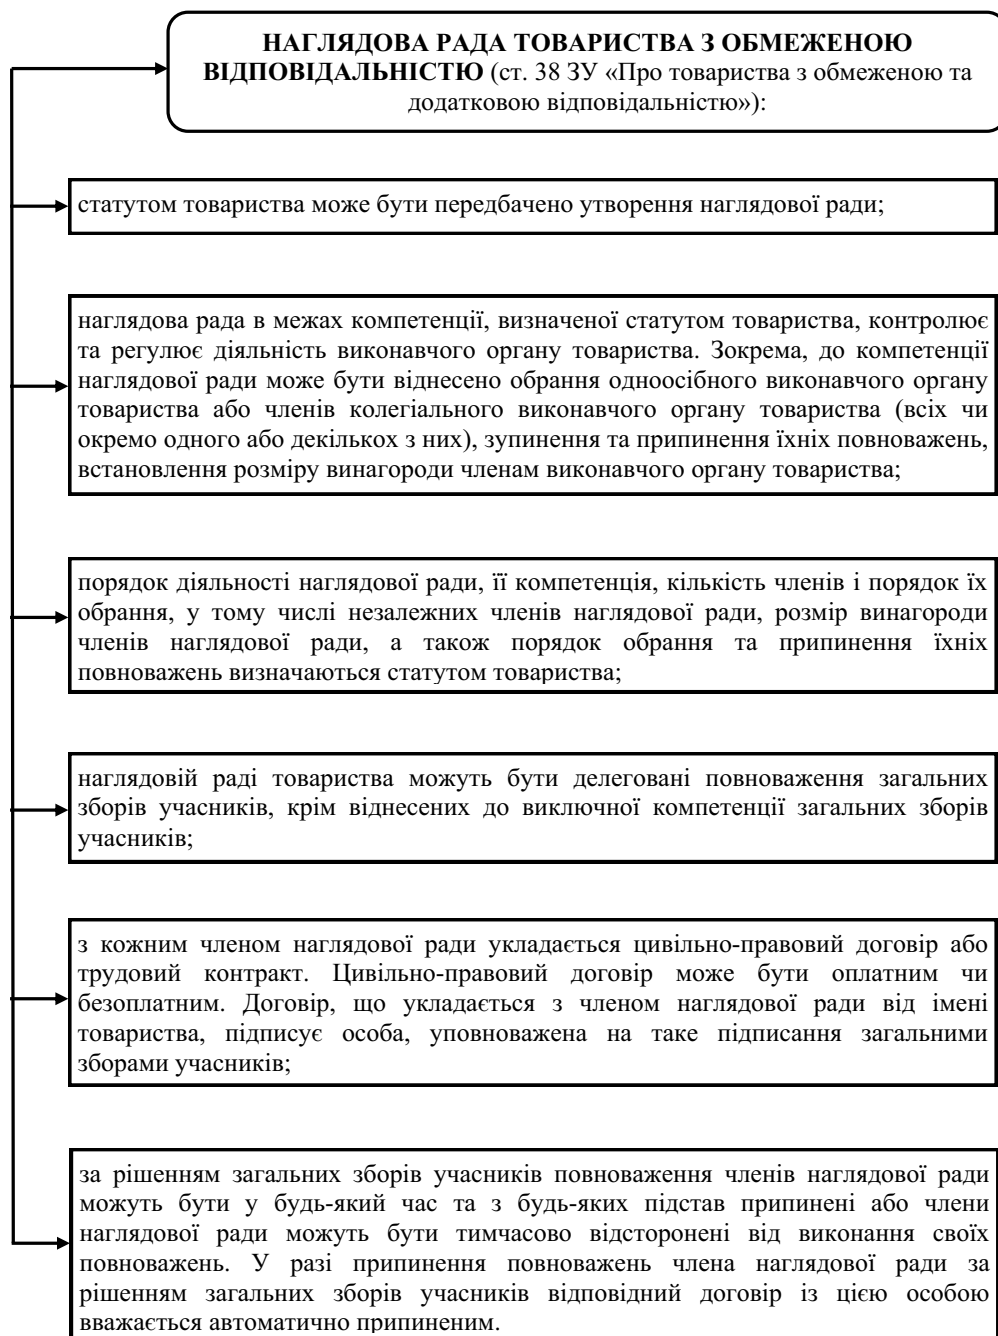 НАГЛЯДОВА РАДА ТОВАРИСТВА З ОБМЕЖЕНОЮ
ВІДПОВІДАЛЬНІСТЮ (ст. 38 ЗУ «Про товариства з обмеженою та
додатковою відповідальністю»):
статутом товариства може бути передбачено утворення наглядової ради;
наглядова рада в межах компетенції, визначеної статутом товариства, контролює
та регулює діяльність виконавчого органу товариства. Зокрема, до компетенції
наглядової ради може бути віднесено обрання одноосібного виконавчого органу
товариства або членів колегіального виконавчого органу товариства (всіх чи
окремо одного або декількох з них), зупинення та припинення їхніх повноважень,
встановлення розміру винагороди членам виконавчого органу товариства;
порядок діяльності наглядової ради, її компетенція, кількість членів і порядок їх
обрання, у тому числі незалежних членів наглядової ради, розмір винагороди
членів наглядової ради, а також порядок обрання та припинення їхніх
повноважень визначаються статутом товариства;
наглядовій раді товариства можуть бути делеговані повноваження загальних
зборів учасників, крім віднесених до виключної компетенції загальних зборів
учасників;
з кожним членом наглядової ради укладається цивільно-правовий договір або
трудовий контракт. Цивільно-правовий договір може бути оплатним чи
безоплатним. Договір, що укладається з членом наглядової ради від імені
товариства, підписує особа, уповноважена на таке підписання загальними
зборами учасників;
за рішенням загальних зборів учасників повноваження членів наглядової ради
можуть бути у будь-який час та з будь-яких підстав припинені або члени
наглядової ради можуть бути тимчасово відсторонені від виконання своїх
повноважень. У разі припинення повноважень члена наглядової ради за
рішенням загальних зборів учасників відповідний договір із цією особою
вважається автоматично припиненим.